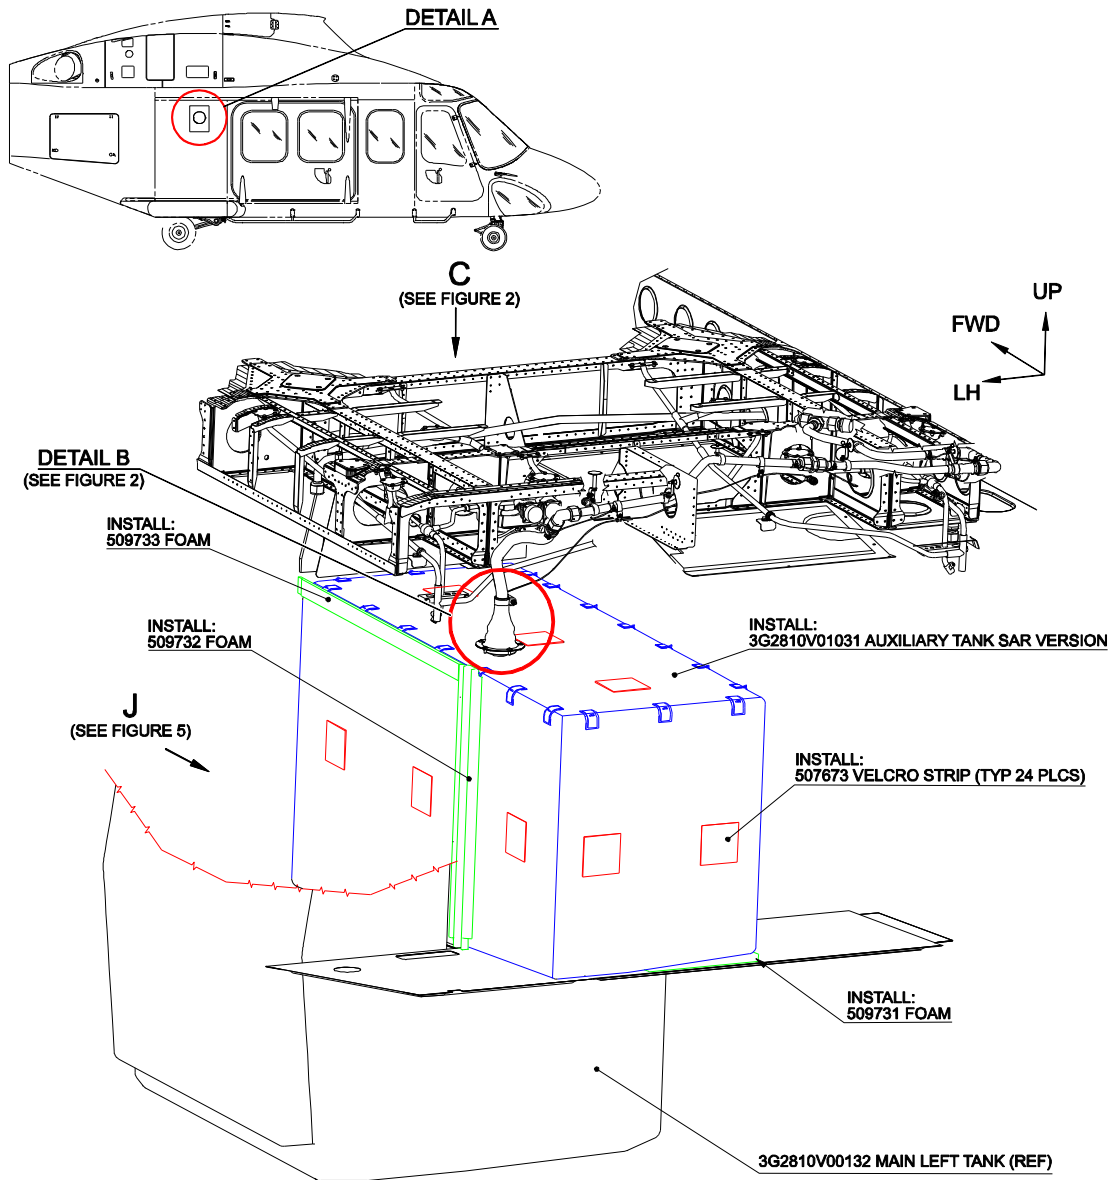 DETAIL A
C
(SEE FIGURE 2)
UP
FWD
LH
DETAIL B
(SEE FIGURE 2)
INSTALL:
509733 FOAM
INSTALL:
509732 FOAM
INSTALL:
3G2810V01031 AUXILIARY TANK SAR VERSION
J
(SEE FIGURE 5)
INSTALL:
507673 VELCRO STRIP (TYP 24 PLCS)
INSTALL:
509731 FOAM
3G2810V00132 MAIN LEFT TANK (REF)